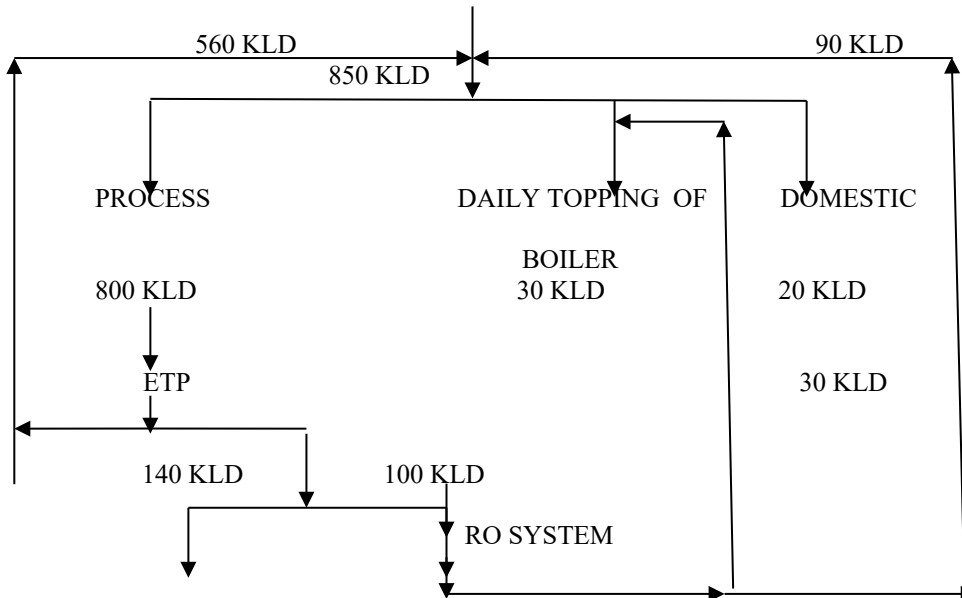 560 KLD 90 KLD
850 KLD
PROCESS DAILY TOPPING OF DOMESTIC
BOILER
800 KLD 30 KLD 20 KLD
ETP 30 KLD
140 KLD 100 KLD
RO SYSTEM